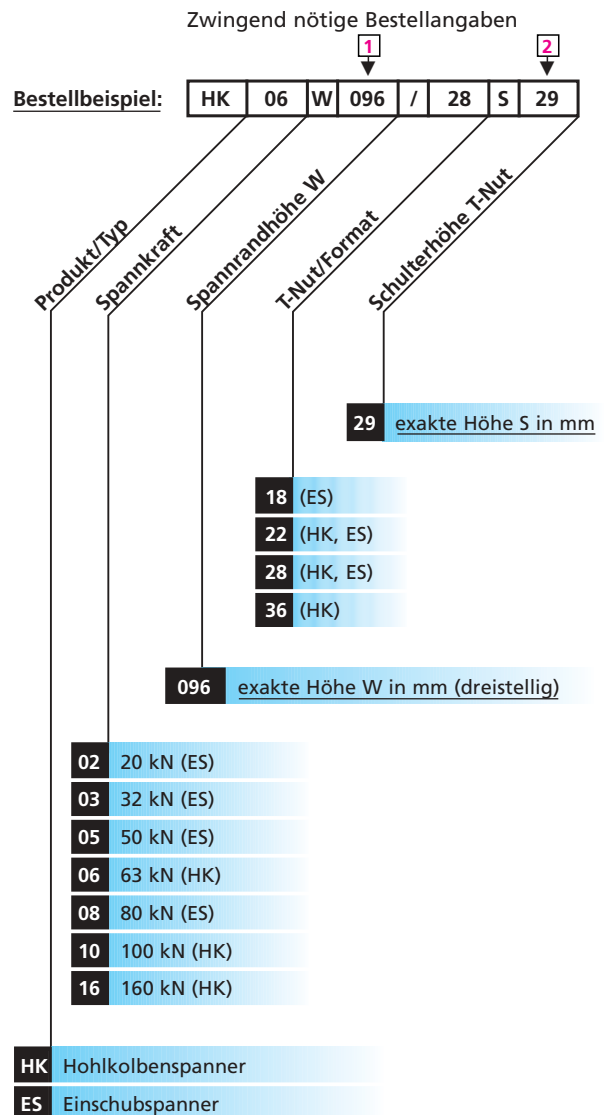 Zwingend nötige Bestellangaben
1 2
Bestellbeispiel: HK 06 W 096 / 28 S 29
Produkt/Typ
Spannkraft
Spannrandhöhe W
T-Nut/Format
Schulterhöhe T-Nut
29 exakte Höhe S in mm
18 (ES)
22 (HK, ES)
28 (HK, ES)
36 (HK)
096 exakte Höhe W in mm (dreistellig)
02 20 kN (ES)
03 32 kN (ES)
05 50 kN (ES)
06 63 kN (HK)
08 80 kN (ES)
10 100 kN (HK)
16 160 kN (HK)
HK Hohlkolbenspanner
ES Einschubspanner